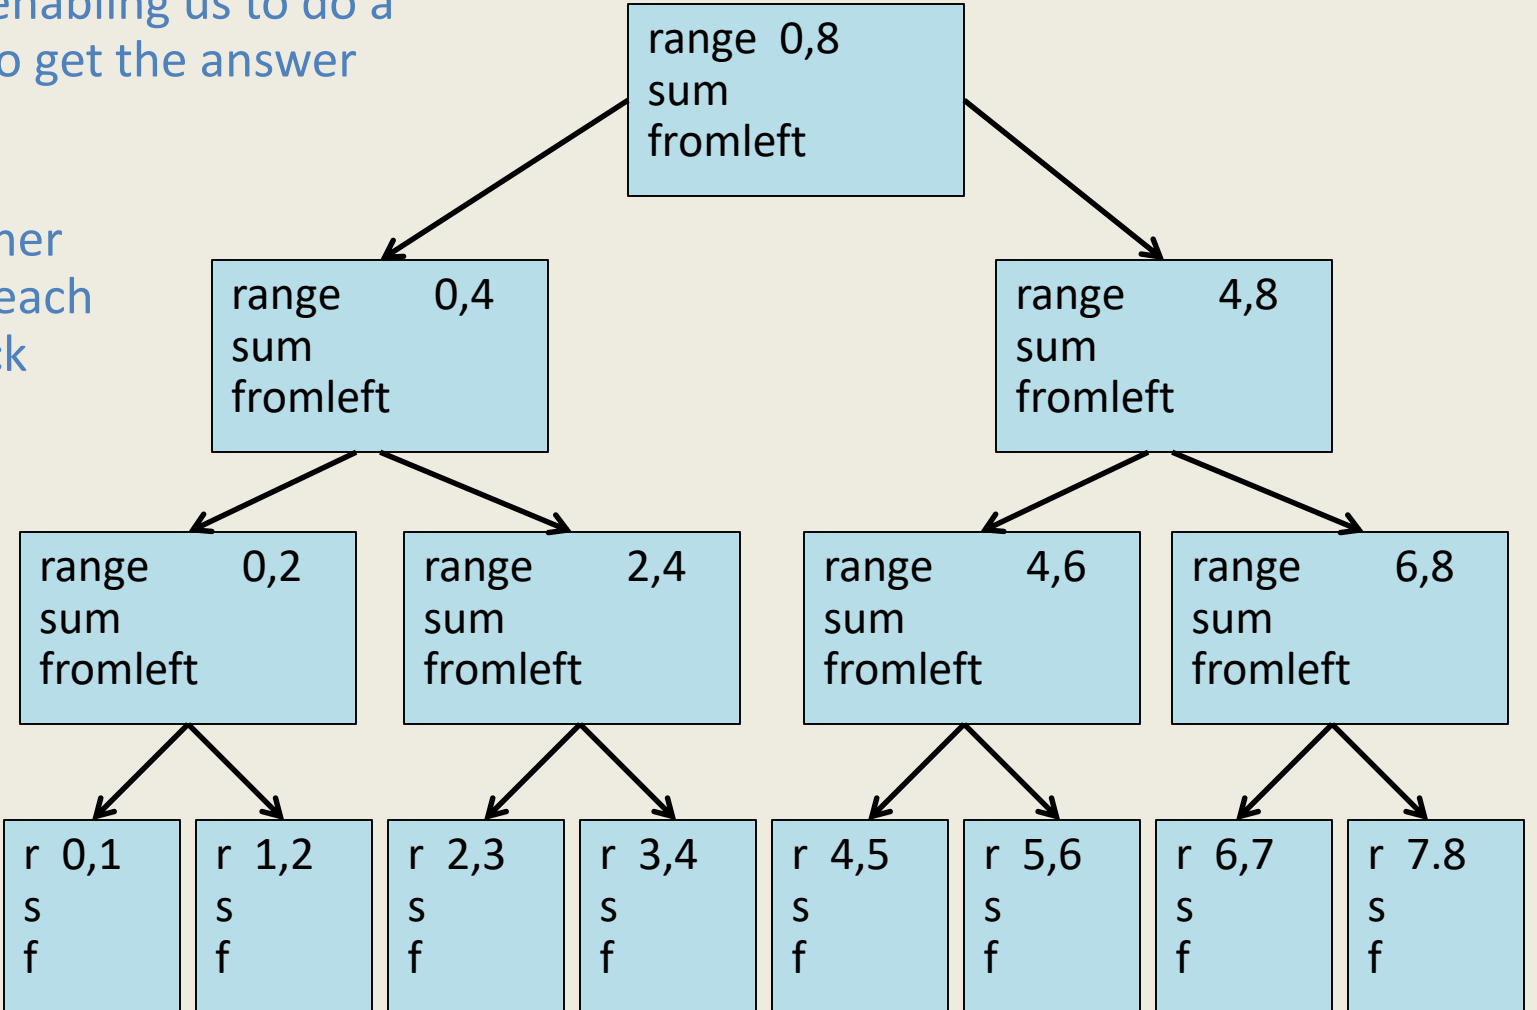 enabling us to do a
o get the answer
her
each
ck
range 0,8
sum
fromleft
range 0,4
sum
fromleft
range 4,8
sum
fromleft
range 0,2
sum
fromleft
range 2,4
sum
fromleft
range 4,6
sum
fromleft
range 6,8
sum
fromleft
r 0,1
s
f
r 1,2
s
f
r 2,3
s
f
r 3,4
s
f
r 4,5
s
f
r 5,6
s
f
r 6,7
s
f
r 7.8
s
f